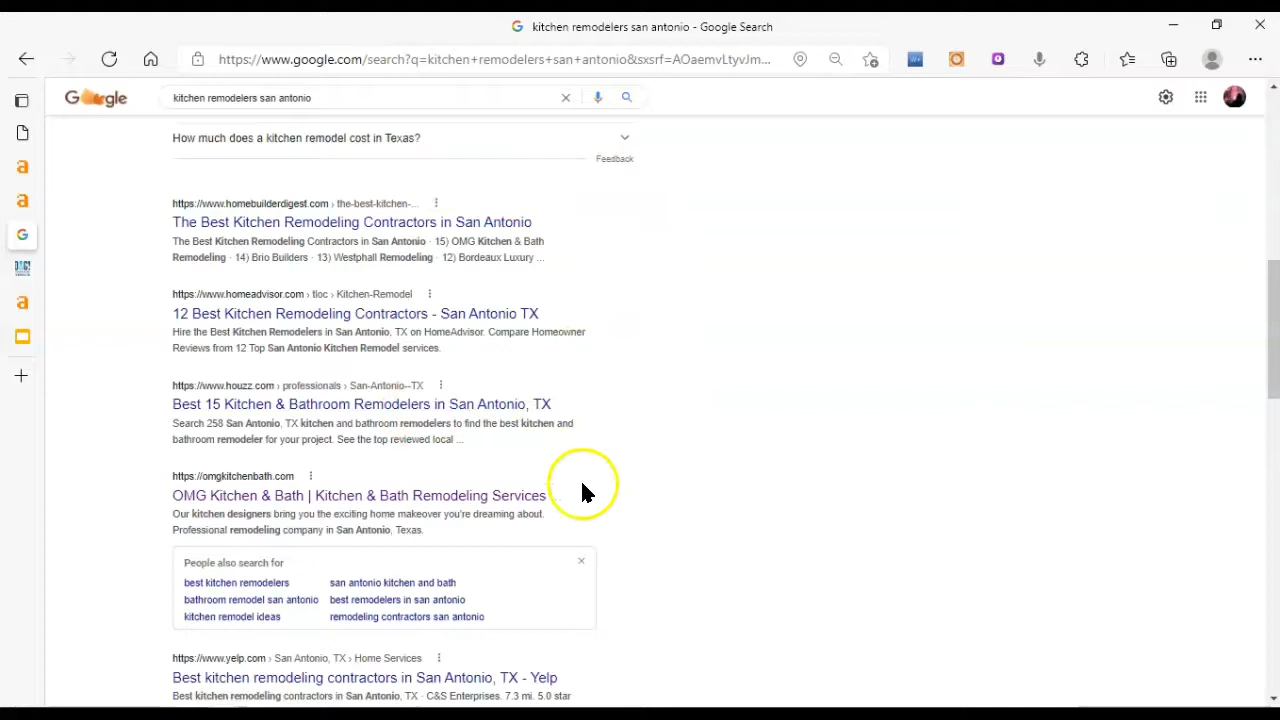 kitchen remodelers san antonio - Google Search
https://www.google.com/search?q=kitchen+remodelers+san+antonio&sxsrf=AOaemvLtyvJm...
Google
kitchen remodelers san antonio
How much does a kitchen remodel cost in Texas?
Feedback
https://www.homebuilderdigest.com › the-best-kitchen-...
The Best Kitchen Remodeling Contractors in San Antonio
The Best Kitchen Remodeling Contractors in San Antonio · 15) OMG Kitchen & Bath
Remodeling · 14) Brio Builders · 13) Westphall Remodeling · 12) Bordeaux Luxury ...
https://www.homeadvisor.com › tloc › Kitchen-Remodel
12 Best Kitchen Remodeling Contractors - San Antonio TX
Hire the Best Kitchen Remodelers in San Antonio, TX on HomeAdvisor. Compare Homeowner
Reviews from 12 Top San Antonio Kitchen Remodel services.
https://www.houzz.com › professionals › San-Antonio--TX
Best 15 Kitchen & Bathroom Remodelers in San Antonio, TX
Search 258 San Antonio, TX kitchen and bathroom remodelers to find the best kitchen and
bathroom remodeler for your project. See the top reviewed local ...
https://omgkitchenbath.com
OMG Kitchen & Bath | Kitchen & Bath Remodeling Services
Our kitchen designers bring you the exciting home makeover you're dreaming about.
Professional remodeling company in San Antonio, Texas.
People also search for
best kitchen remodelers san antonio kitchen and bath
bathroom remodel san antonio best remodelers in san antonio
kitchen remodel ideas remodeling contractors san antonio
https://www.yelp.com › San Antonio, TX › Home Services
Best kitchen remodeling contractors in San Antonio, TX - Yelp
Best kitchen remodeling contractors in San Antonio, TX · C&S Enterprises. 7.3 mi. 5.0 star